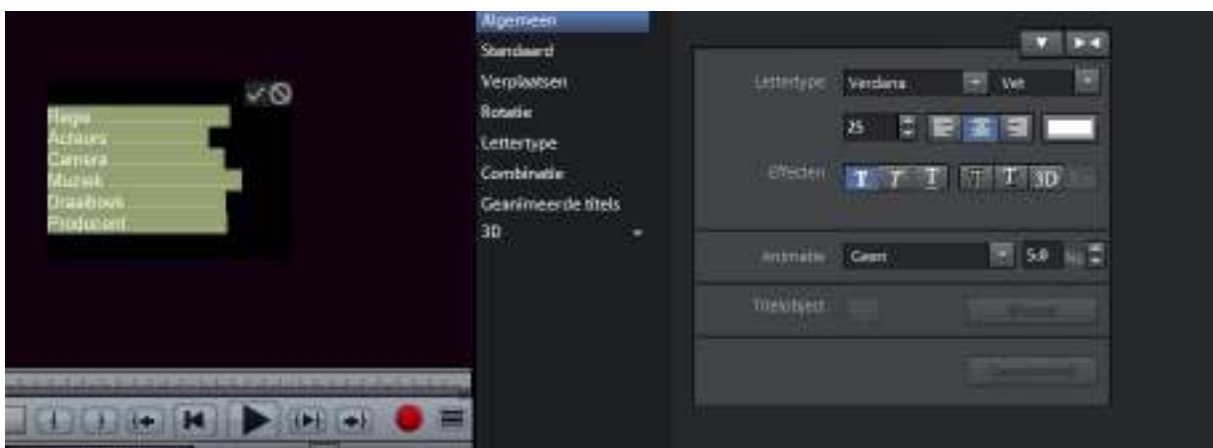 Regie
Acteurs
Camera
Muziek
Draaiboek
Producent
Algemeen
Standaard
Verplaatsen
Rotatie
Lettertype
Combinatie
Geanimeerde titels
3D
Lettertype: Verdana Vet
25
Effecten: T T T T T 3D
Animatie: Geen 5.0
Titelobject: